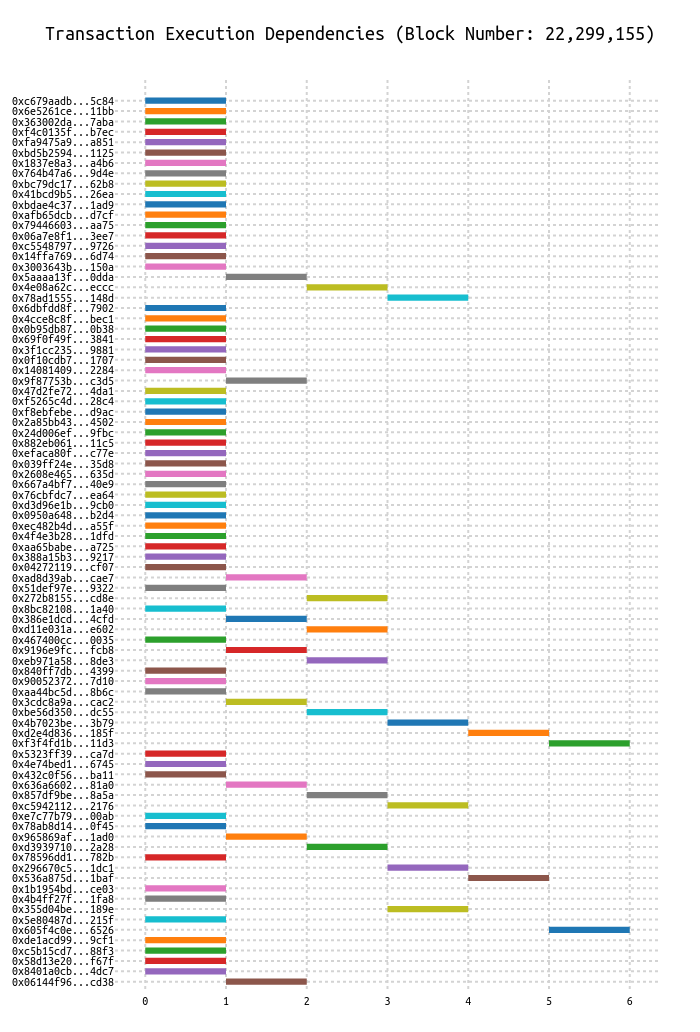 Transaction Execution Dependencies (Block Number: 22,299,155)
0xc679aadb...5c84
0x6e5261ce...11bb
0x363002da...7aba
0xf4c0135f...b7ec
0xfa9475a9...a851
0xbd5b2594...1125
0x1837e8a3...a4b6
0x764b47a6...9d4e
0xbc79dc17...62b8
0x41bcd9b5...26ea
0xbdae4c37...1ad9
0xafb65dcb...d7cf
0x79446603...aa75
0x06a7e8f1...3ee7
0xc5548797...9726
0x14ffa769...6d74
0x3003643b...150a
0x5aaaa13f...0dda
0x4e08a62c...eccc
0x78ad1555...148d
0x6dbfdd8f...7902
0x4cce8c8f...bec1
0x0b95db87...0b38
0x69f0f49f...3841
0x3f1cc235...9881
0x0f10cdb7...1707
0x14081409...2284
0x9f87753b...c3d5
0x47d2fe72...4da1
0xf5265c4d...28c4
0xf8ebfebe...d9ac
0x2a85bb43...4502
0x24d006ef...9fbc
0x882eb061...11c5
0xefaca80f...c77e
0x039ff24e...35d8
0x2608e465...635d
0x667a4bf7...40e9
0x76cbfdc7...ea64
0xd3d96e1b...9cb0
0x0950a648...b2d4
0xec482b4d...a55f
0x4f4e3b28...1dfd
0xaa65babe...a725
0x388a15b3...9217
0x04272119...cf07
0xad8d39ab...cae7
0x51def97e...9322
0x272b8155...cd8e
0x8bc82108...1a40
0x386e1dcd...4cfd
0xd11e031a...e602
0x467400cc...0035
0x9196e9fc...fcb8
0xeb971a58...8de3
0x840ff7db...4399
0x90052372...7d10
0xaa44bc5d...8b6c
0x3cdc8a9a...cac2
0xbe56d350...dc55
0x4b7023be...3b79
0xd2e4d836...185f
0xf3f4fd1b...11d3
0x5323ff39...ca7d
0x4e74bed1...6745
0x432c0f56...ba11
0x636a6602...81a0
0x857df9be...8a5a
0xc5942112...2176
0xe7c77b79...00ab
0x78ab8d14...0f45
0x965869af...1ad0
0xd3939710...2a28
0x78596dd1...782b
0x296670c5...1dc1
0x536a875d...1baf
0x1b1954bd...ce03
0x4b4ff27f...1fa8
0x355d04be...189e
0x5e80487d...215f
0x605f4c0e...6526
0xde1acd99...9cf1
0xc5b15cd7...88f3
0x58d13e20...f67f
0x8401a0cb...4dc7
0x06144f96...cd38
0 1 2 3 4 5 6